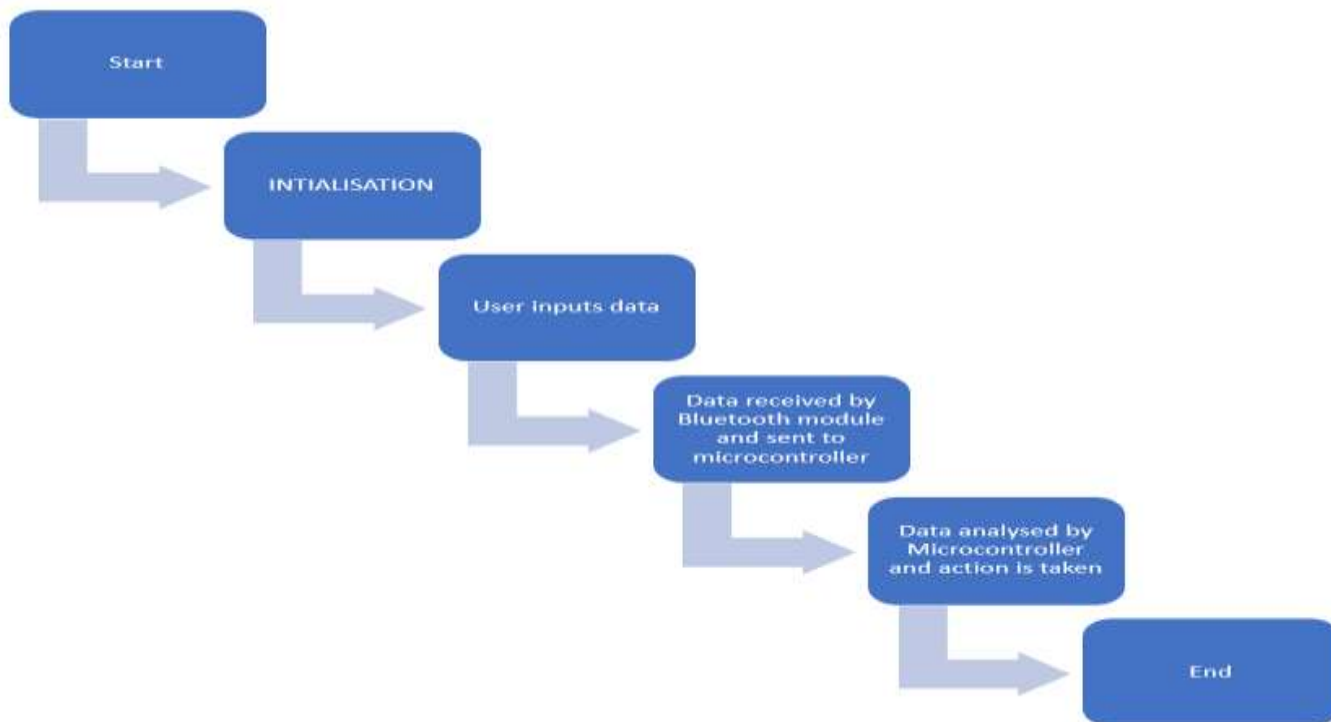 Start
INTIALISATION
User inputs data
Data received by
Bluetooth module
and sent to
microcontroller
Data analysed by
Microcontroller
and action is taken
End